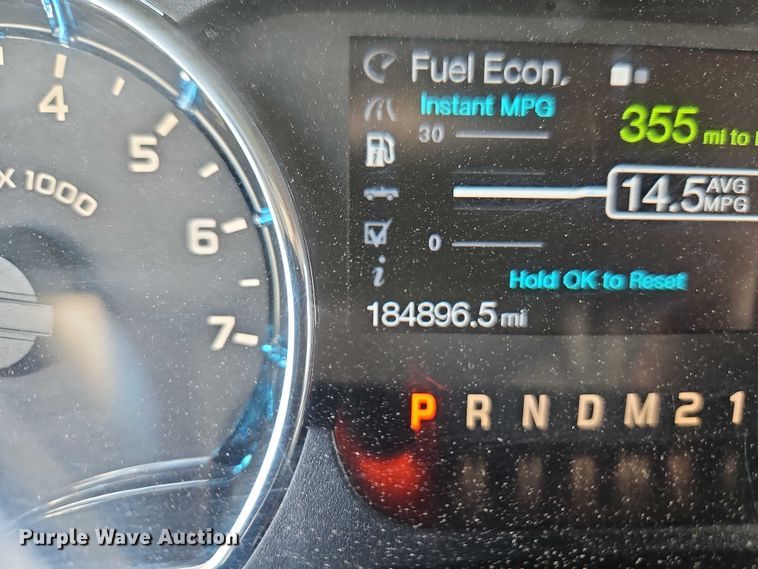 Fuel Econ.
Instant MPG
30
355 mi to
14.5 AVG MPG
0
Hold OK to Reset
184896.5 mi
4
5
6
7
X 1000
P R N D M 2 1
Purple Wave Auction